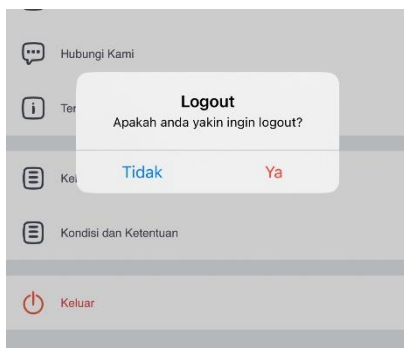 Hubungi Kami
Logout
Apakah anda yakin ingin logout?
Tidak
Ya
Kondisi dan Ketentuan
Keluar